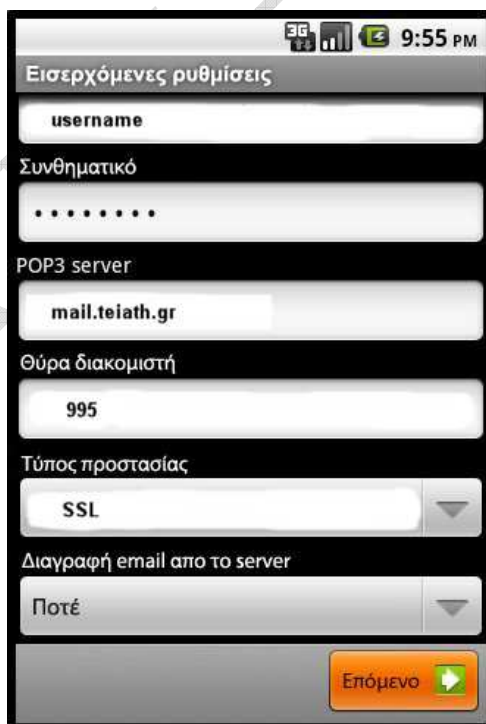 3G 9:55 PM
Εισερχόμενες ρυθμίσεις
username
Συνθηματικό
••••••••
POP3 server
mail.teiath.gr
Θύρα διακομιστή
995
Τύπος προστασίας
SSL
Διαγραφή email απο το server
Ποτέ
Επόμενο